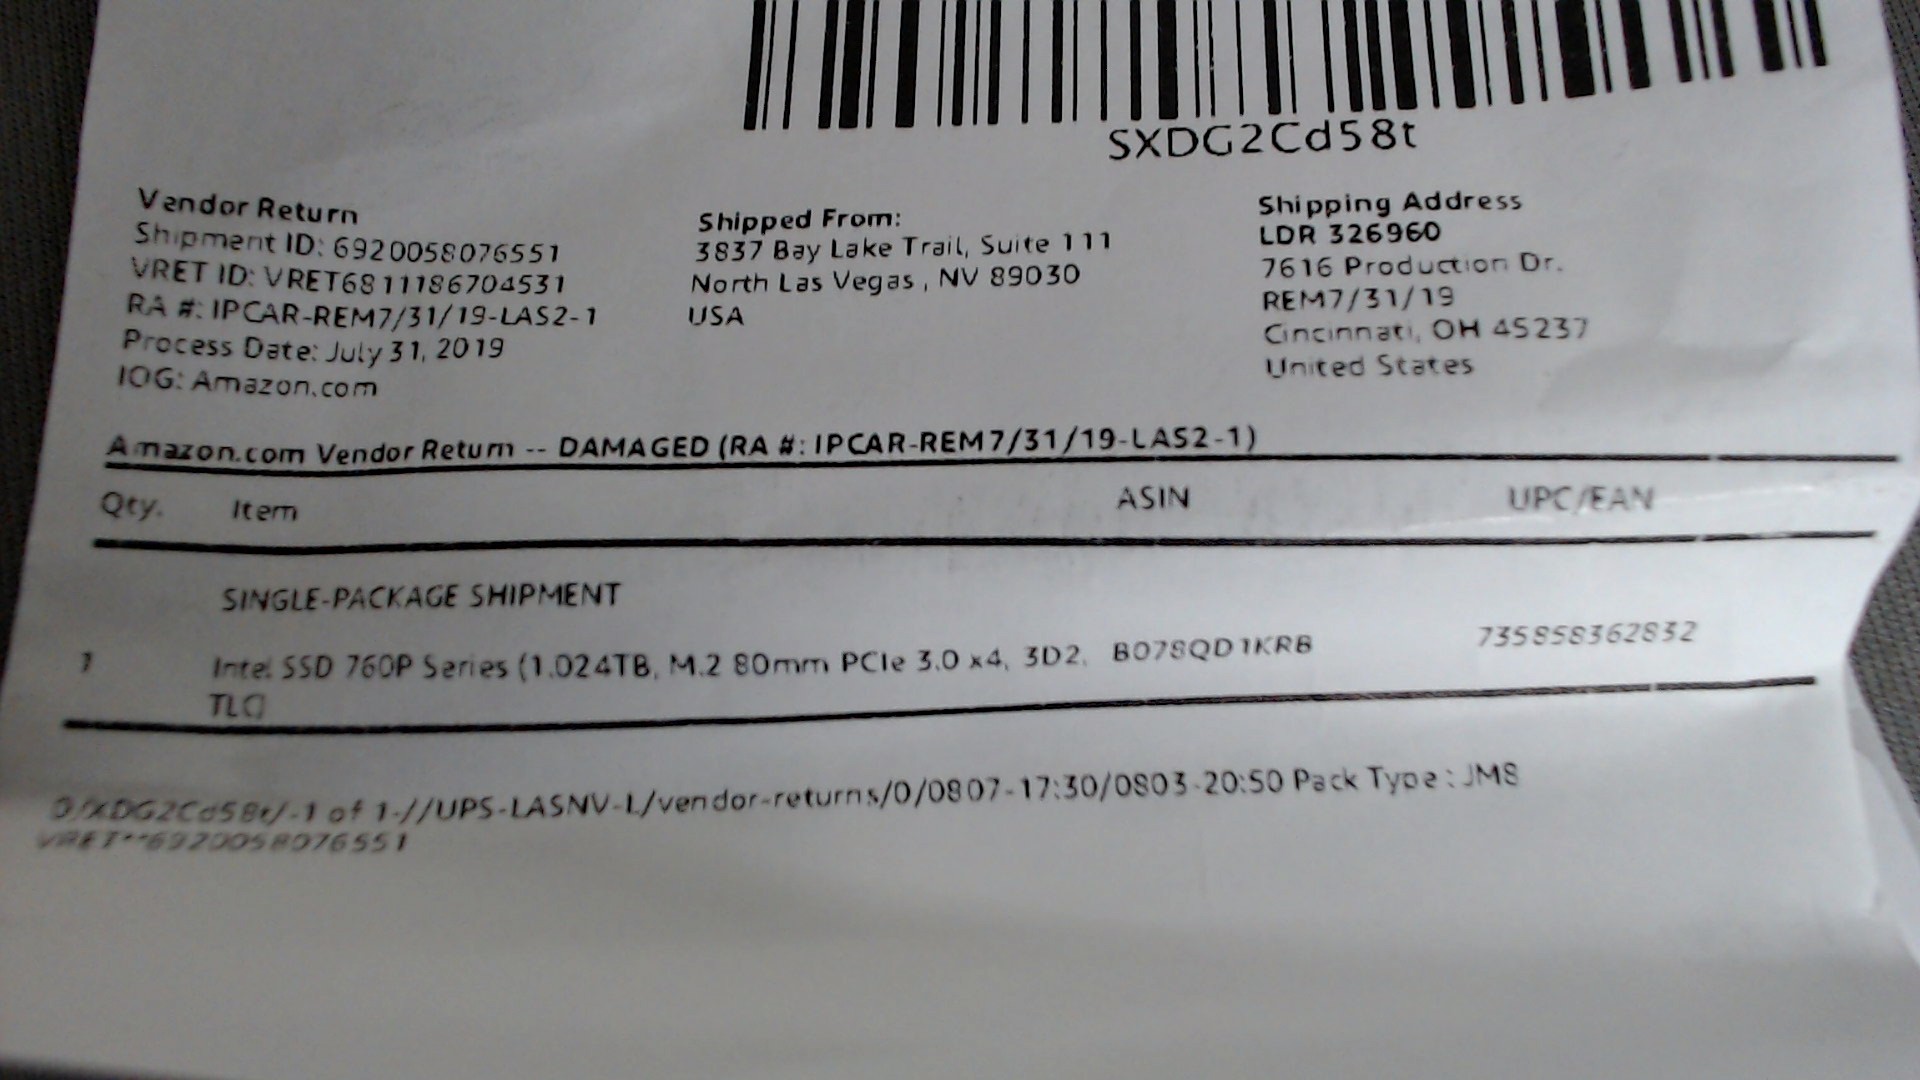 SXDG2Cd58t
Vendor Return
Shipment ID: 6920058076551
VRET ID: VRET6811186704531
RA #: IPCAR-REM7/31/19-LAS2-1
Process Date: July 31, 2019
IOG: Amazon.com
Shipped From:
3837 Bay Lake Trail, Suite 111
North Las Vegas , NV 89030
USA
Shipping Address
LDR 326960
7616 Production Dr.
REM7/31/19
Cincinnati, OH 45237
United States
Amazon.com Vendor Return -- DAMAGED (RA #: IPCAR-REM7/31/19-LAS2-1)
Qty. Item ASIN UPC/EAN
SINGLE-PACKAGE SHIPMENT
1 Intel SSD 760P Series (1.024TB, M.2 80mm PCIe 3.0 x4, 3D2, B078QD1KRB 735858362832
TLC)
0/XDG2Cd58t/-1 of 1-//UPS-LASNV-L/vendor-returns/0/0807-17:30/0803-20:50 Pack Type : JM8
VRET**6920058076551